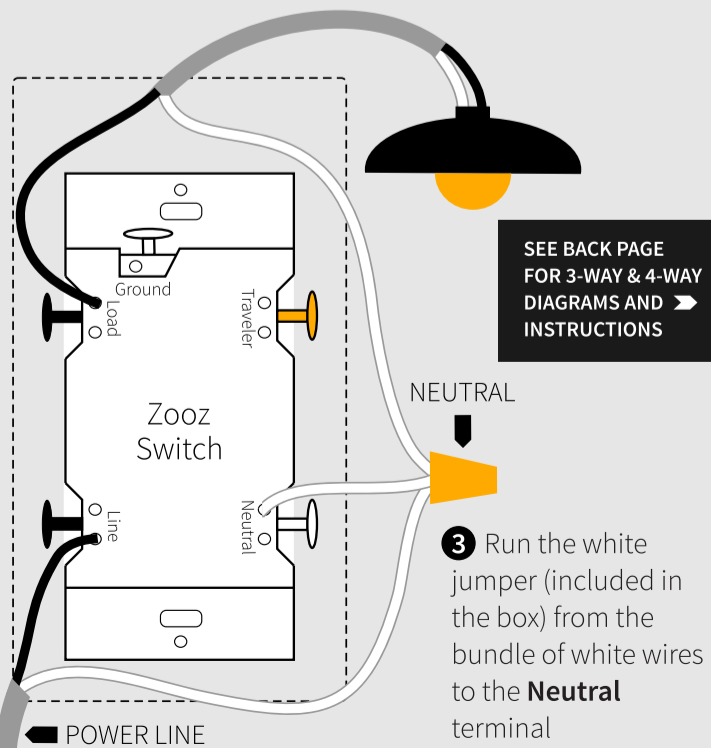 SEE BACK PAGE
FOR 3-WAY & 4-WAY
DIAGRAMS AND
INSTRUCTIONS
Ground
Load
Traveler
Zooz
Switch
NEUTRAL
Line
Neutral
3 Run the white
jumper (included in
the box) from the
bundle of white wires
to the Neutral
terminal
POWER LINE